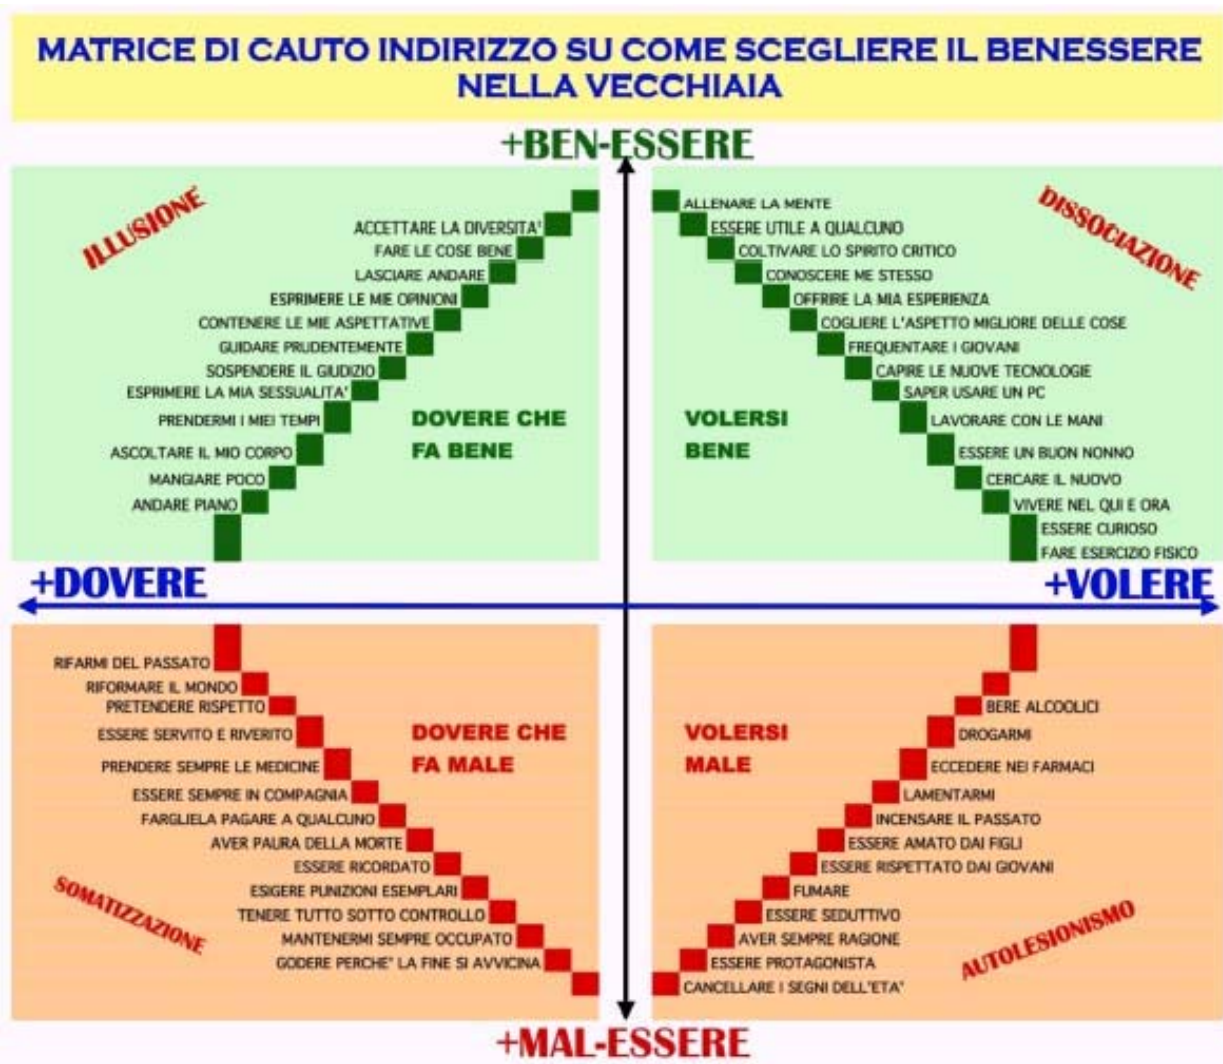 MATRICE DI CAUTO INDIRIZZO SU COME SCEGLIERE IL BENESSERE
NELLA VECCHIAIA
+BEN-ESSERE
ILLUSIONE
ACCETTARE LA DIVERSITA'
FARE LE COSE BENE
LASCIARE ANDARE
ESPRIMERE LE MIE OPINIONI
CONTENERE LE MIE ASPETTATIVE
GUIDARE PRUDENTEMENTE
SOSPENDERE IL GIUDIZIO
ESPRIMERE LA MIA SESSUALITA'
PRENDERMI I MIEI TEMPI
ASCOLTARE IL MIO CORPO
MANGIARE POCO
ANDARE PIANO
DOVERE CHE
FA BENE
DISSOCIAZIONE
ALLENARE LA MENTE
ESSERE UTILE A QUALCUNO
COLTIVARE LO SPIRITO CRITICO
CONOSCERE ME STESSO
OFFRIRE LA MIA ESPERIENZA
COGLIERE L'ASPETTO MIGLIORE DELLE COSE
FREQUENTARE I GIOVANI
CAPIRE LE NUOVE TECNOLOGIE
SAPER USARE UN PC
LAVORARE CON LE MANI
ESSERE UN BUON NONNO
CERCARE IL NUOVO
VIVERE NEL QUI E ORA
ESSERE CURIOSO
FARE ESERCIZIO FISICO
VOLERSI
BENE
+DOVERE
+VOLERE
RIFARMI DEL PASSATO
RIFORMARE IL MONDO
PRETENDERE RISPETTO
ESSERE SERVITO E RIVERITO
PRENDERE SEMPRE LE MEDICINE
ESSERE SEMPRE IN COMPAGNIA
FARGLIELA PAGARE A QUALCUNO
AVER PAURA DELLA MORTE
ESSERE RICORDATO
ESIGERE PUNIZIONI ESEMPLARI
TENERE TUTTO SOTTO CONTROLLO
MANTENERMI SEMPRE OCCUPATO
GODERE PERCHE' LA FINE SI AVVICINA
DOVERE CHE
FA MALE
SOMATIZZAZIONE
BERE ALCOOLICI
DROGARMI
ECCEDERE NEI FARMACI
LAMENTARMI
INCENSARE IL PASSATO
ESSERE AMATO DAI FIGLI
ESSERE RISPETTATO DAI GIOVANI
FUMARE
ESSERE SEDUTTIVO
AVER SEMPRE RAGIONE
ESSERE PROTAGONISTA
CANCELLARE I SEGNI DELL'ETA'
VOLERSI
MALE
AUTOLESIONISMO
+MAL-ESSERE